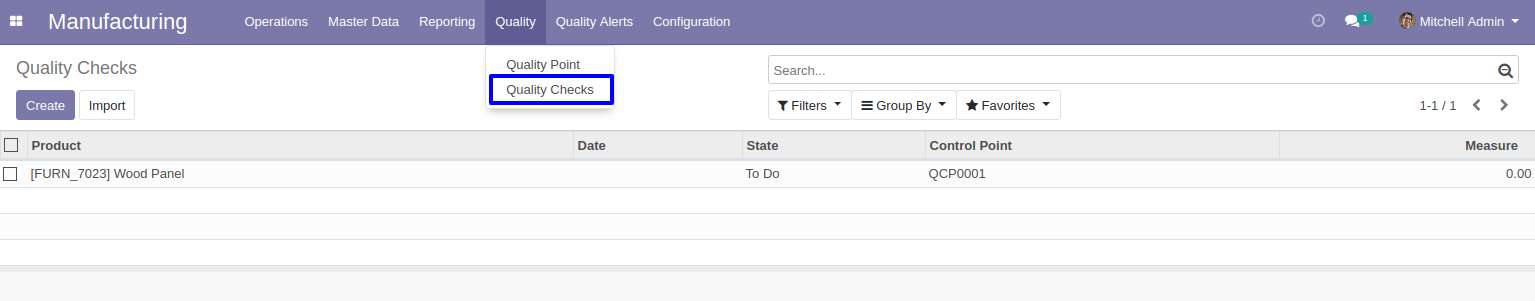 Manufacturing Operations Master Data Reporting Quality Quality Alerts Configuration 1 Mitchell Admin
Quality Point
Quality Checks
Quality Checks
Search...
Create Import
Filters Group By Favorites 1-1 / 1
Product Date State Control Point Measure
[FURN_7023] Wood Panel To Do QCP0001 0.00